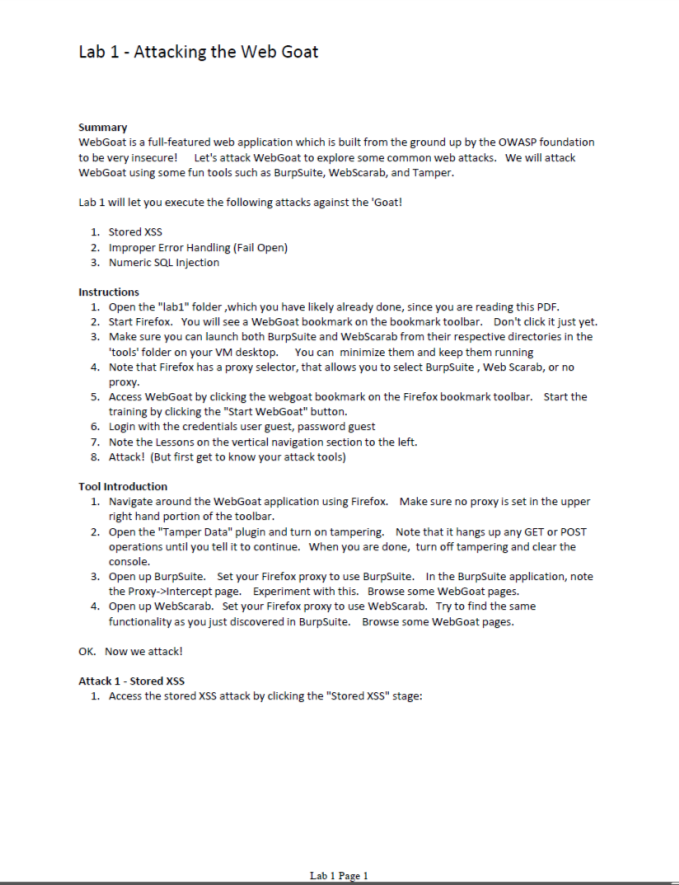 Lab 1 - Attacking the Web Goat
Summary
WebGoat is a full-featured web application which is built from the ground up by the OWASP foundation
to be very insecure! Let's attack WebGoat to explore some common web attacks. We will attack
WebGoat using some fun tools such as BurpSuite, WebScarab, and Tamper.
Lab 1 will let you execute the following attacks against the 'Goat!
1. Stored XSS
2. Improper Error Handling (Fail Open)
3. Numeric SQL Injection
Instructions
1. Open the "lab1" folder ,which you have likely already done, since you are reading this PDF.
2. Start Firefox. You will see a WebGoat bookmark on the bookmark toolbar. Don't click it just yet.
3. Make sure you can launch both BurpSuite and WebScarab from their respective directories in the
'tools' folder on your VM desktop. You can minimize them and keep them running
4. Note that Firefox has a proxy selector, that allows you to select BurpSuite , Web Scarab, or no
proxy.
5. Access WebGoat by clicking the webgoat bookmark on the Firefox bookmark toolbar. Start the
training by clicking the "Start WebGoat" button.
6. Login with the credentials user guest, password guest
7. Note the Lessons on the vertical navigation section to the left.
8. Attack! (But first get to know your attack tools)
Tool Introduction
1. Navigate around the WebGoat application using Firefox. Make sure no proxy is set in the upper
right hand portion of the toolbar.
2. Open the "Tamper Data" plugin and turn on tampering. Note that it hangs up any GET or POST
operations until you tell it to continue. When you are done, turn off tampering and clear the
console.
3. Open up BurpSuite. Set your Firefox proxy to use BurpSuite. In the BurpSuite application, note
the Proxy->Intercept page. Experiment with this. Browse some WebGoat pages.
4. Open up WebScarab. Set your Firefox proxy to use WebScarab. Try to find the same
functionality as you just discovered in BurpSuite. Browse some WebGoat pages.
OK. Now we attack!
Attack 1 - Stored XSS
1. Access the stored XSS attack by clicking the "Stored XSS" stage:
Lab 1 Page 1